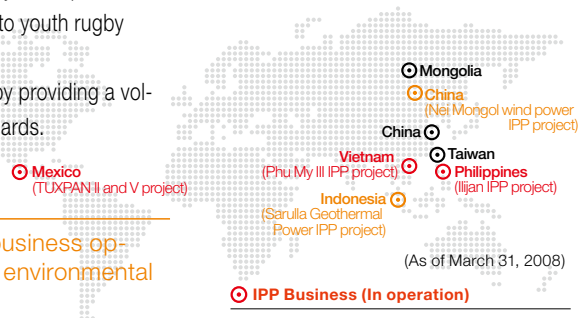 to youth rugby
by providing a vol-
ards.
Mongolia
China
(Nei Mongol wind power
IPP project)
China
Taiwan
Vietnam
(Phu My III IPP project)
Philippines
(Ilijan IPP project)
Mexico
(TUXPAN II and V project)
Indonesia
(Sarulla Geothermal
Power IPP project)
usiness op-
environmental
(As of March 31, 2008)
IPP Business (In operation)